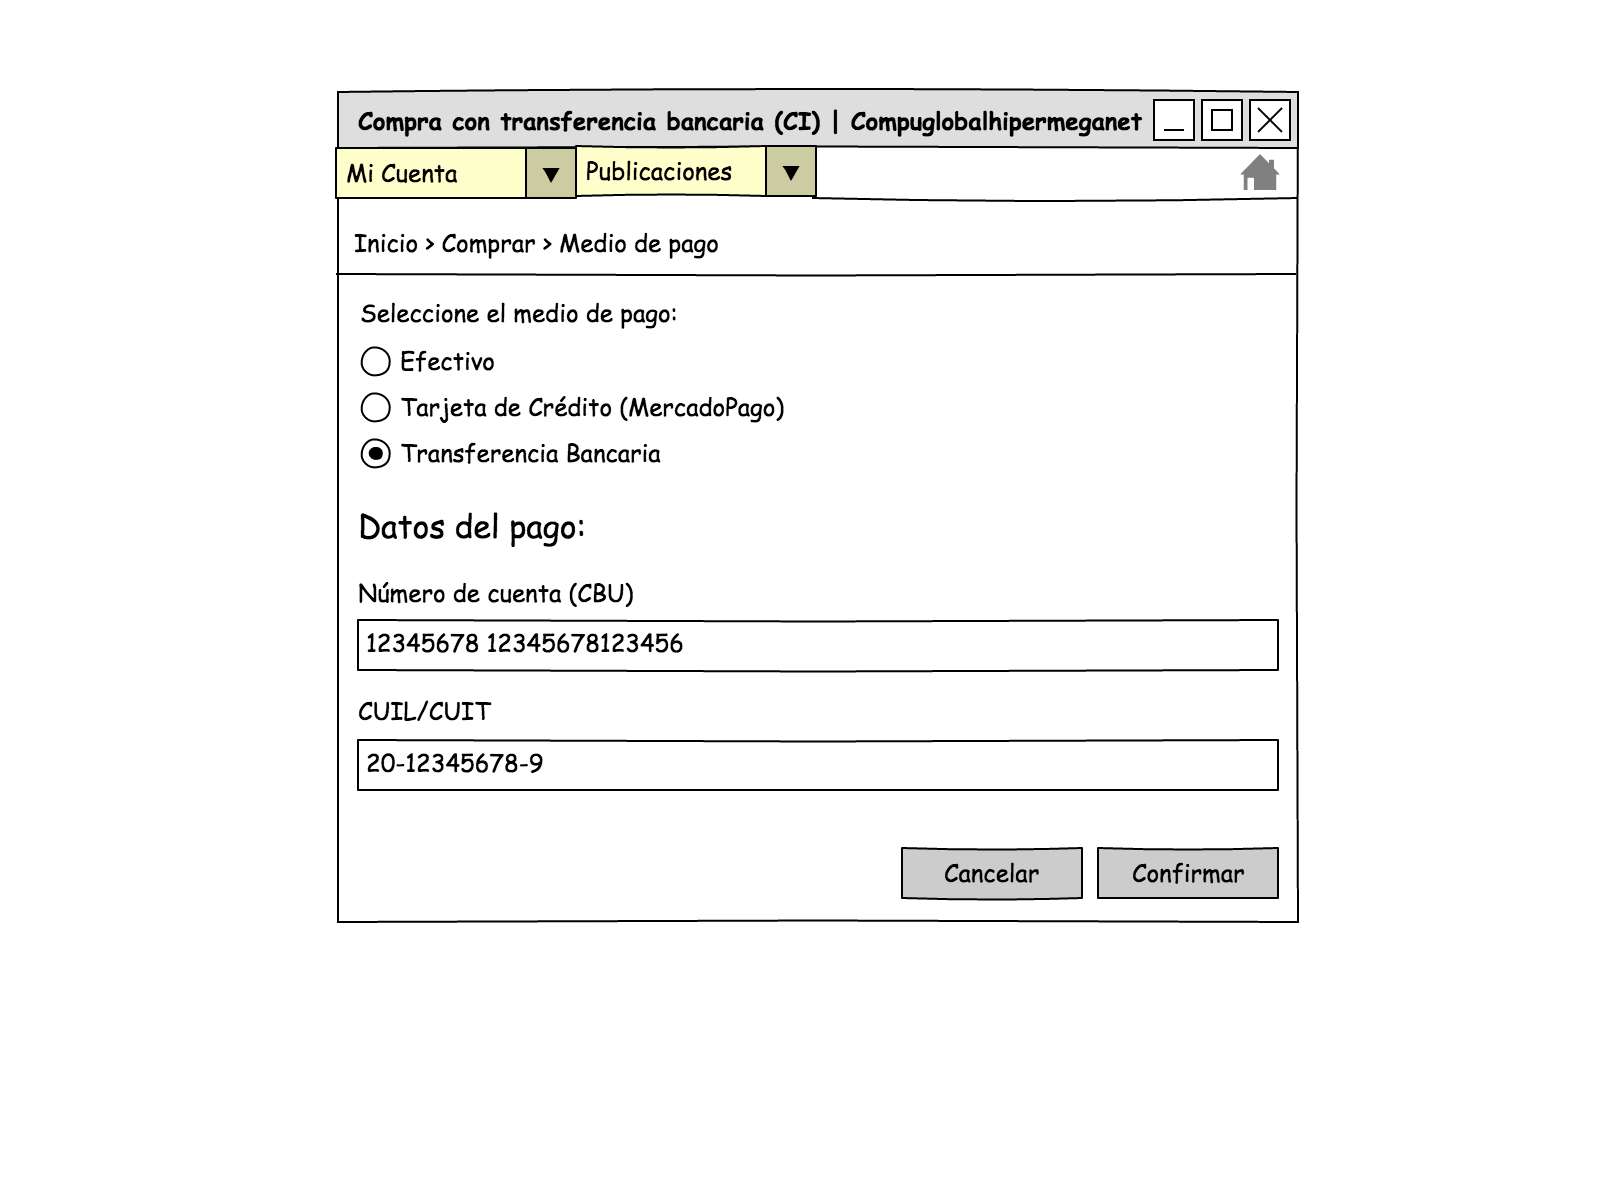 Compra con transferencia bancaria (CI) | Compuglobalhipermeganet
Mi Cuenta
Publicaciones
Inicio > Comprar > Medio de pago
Seleccione el medio de pago:
Efectivo
Tarjeta de Crédito (MercadoPago)
Transferencia Bancaria
Datos del pago:
Número de cuenta (CBU)
12345678 12345678123456
CUIL/CUIT
20-12345678-9
Cancelar
Confirmar